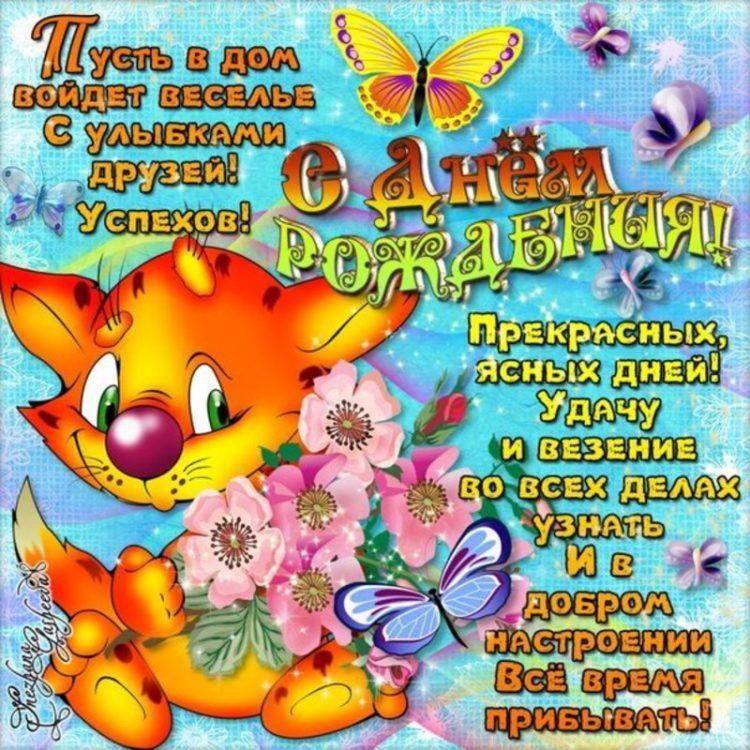 Пусть в дом
войдет веселье
С улыбками
друзей!
Успехов!
С Днём
рождения!
Прекрасных,
ясных дней!
Удачу
и везение
во всех делах
узнать
И в
добром
настроении
Всё время
прибывать!